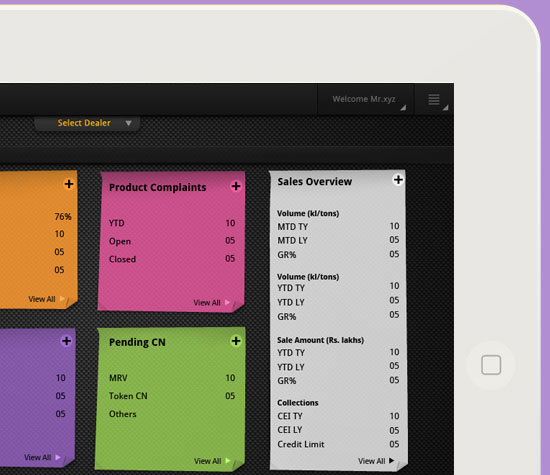 Welcome Mr.xyz
Select Dealer
76%
10
05
05
View All
Product Complaints
YTD 10
Open 05
Closed 05
View All
Sales Overview
Volume (kl/tons)
MTD TY 10
MTD LY 05
GR% 05
Volume (kl/tons)
YTD TY 10
YTD LY 05
GR% 05
Sale Amount (Rs. lakhs)
YTD TY 10
YTD LY 05
GR% 05
Collections
CEI TY 10
CEI LY 05
Credit Limit 05
View All
10
05
05
View All
Pending CN
MRV 10
Token CN 05
Others
View All